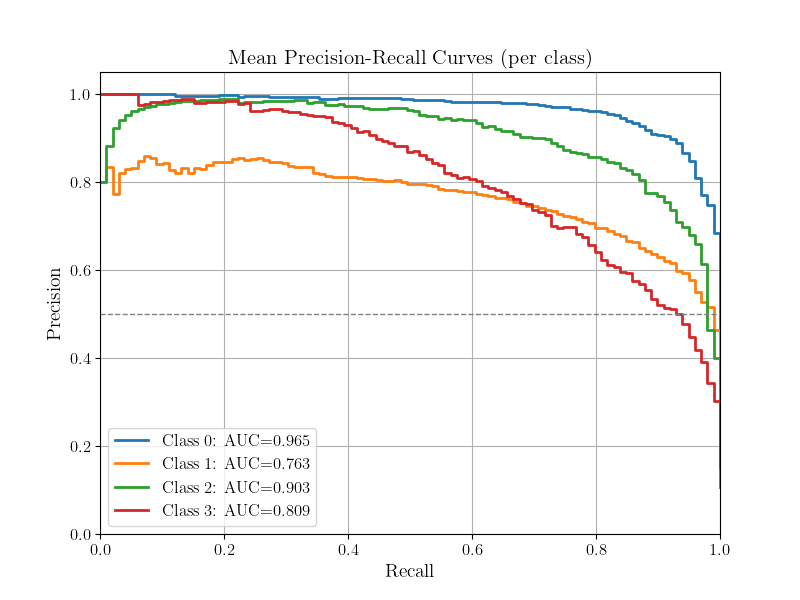 Mean Precision-Recall Curves (per class)
Precision
1.0
0.8
0.6
0.4
0.2
0.0
Class 0: AUC=0.965
Class 1: AUC=0.763
Class 2: AUC=0.903
Class 3: AUC=0.809
0.0 0.2 0.4 0.6 0.8 1.0
Recall